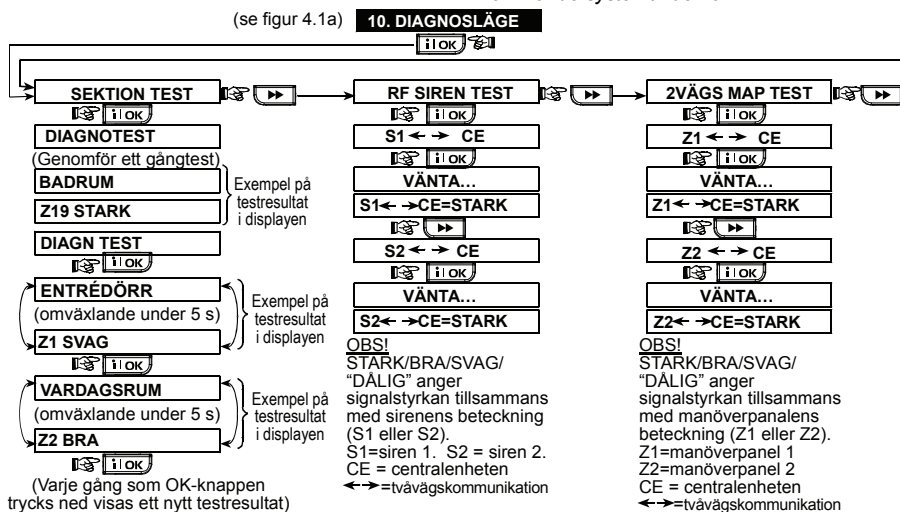 (se figur 4.1a) 10. DIAGNOSLÄGE
i I OK
SEKTION TEST
i I OK
DIAGNOTEST
(Genomför ett gångtest)
BADRUM
Z19 STARK
Exempel på
testresultat
i displayen
DIAGN TEST
i I OK
ENTRÉDÖRR
(omväxlande under 5 s)
Z1 SVAG
Exempel på
testresultat
i displayen
i I OK
VARDAGSRUM
(omväxlande under 5 s)
Z2 BRA
Exempel på
testresultat
i displayen
i I OK
(Varje gång som OK-knappen
trycks ned visas ett nytt testresultat)
RF SIREN TEST
i I OK
S1 ← → CE
i I OK
VÄNTA…
S1← →CE=STARK
S2 ← → CE
i I OK
VÄNTA…
S2← →CE=STARK
OBS!
STARK/BRA/SVAG/
“DÅLIG” anger
signalstyrkan tillsammans
med sirenens beteckning
(S1 eller S2).
S1=siren 1. S2 = siren 2.
CE = centralenheten
←→=tvåvägskommunikation
2VÄGS MAP TEST
i I OK
Z1 ← → CE
i I OK
VÄNTA…
Z1← →CE=STARK
Z2 ← → CE
i I OK
VÄNTA…
Z2← →CE=STARK
OBS!
STARK/BRA/SVAG/
“DÅLIG” anger
signalstyrkan tillsammans
med manöverpanalens
beteckning (Z1 eller Z2).
Z1=manöverpanel 1
Z2=manöverpanel 2
CE = centralenheten
←→=tvåvägskommunikation